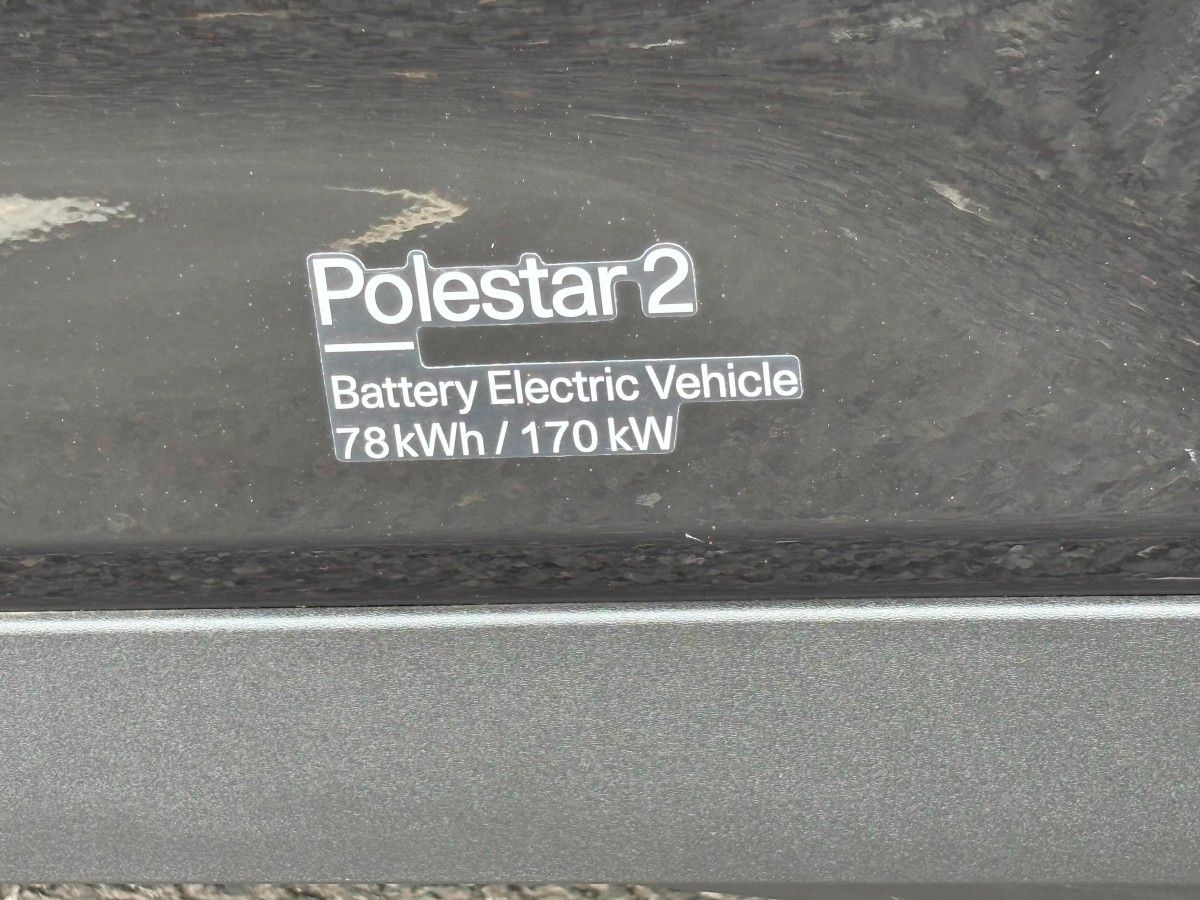 Polestar 2
Battery Electric Vehicle
78 kWh / 170 kW